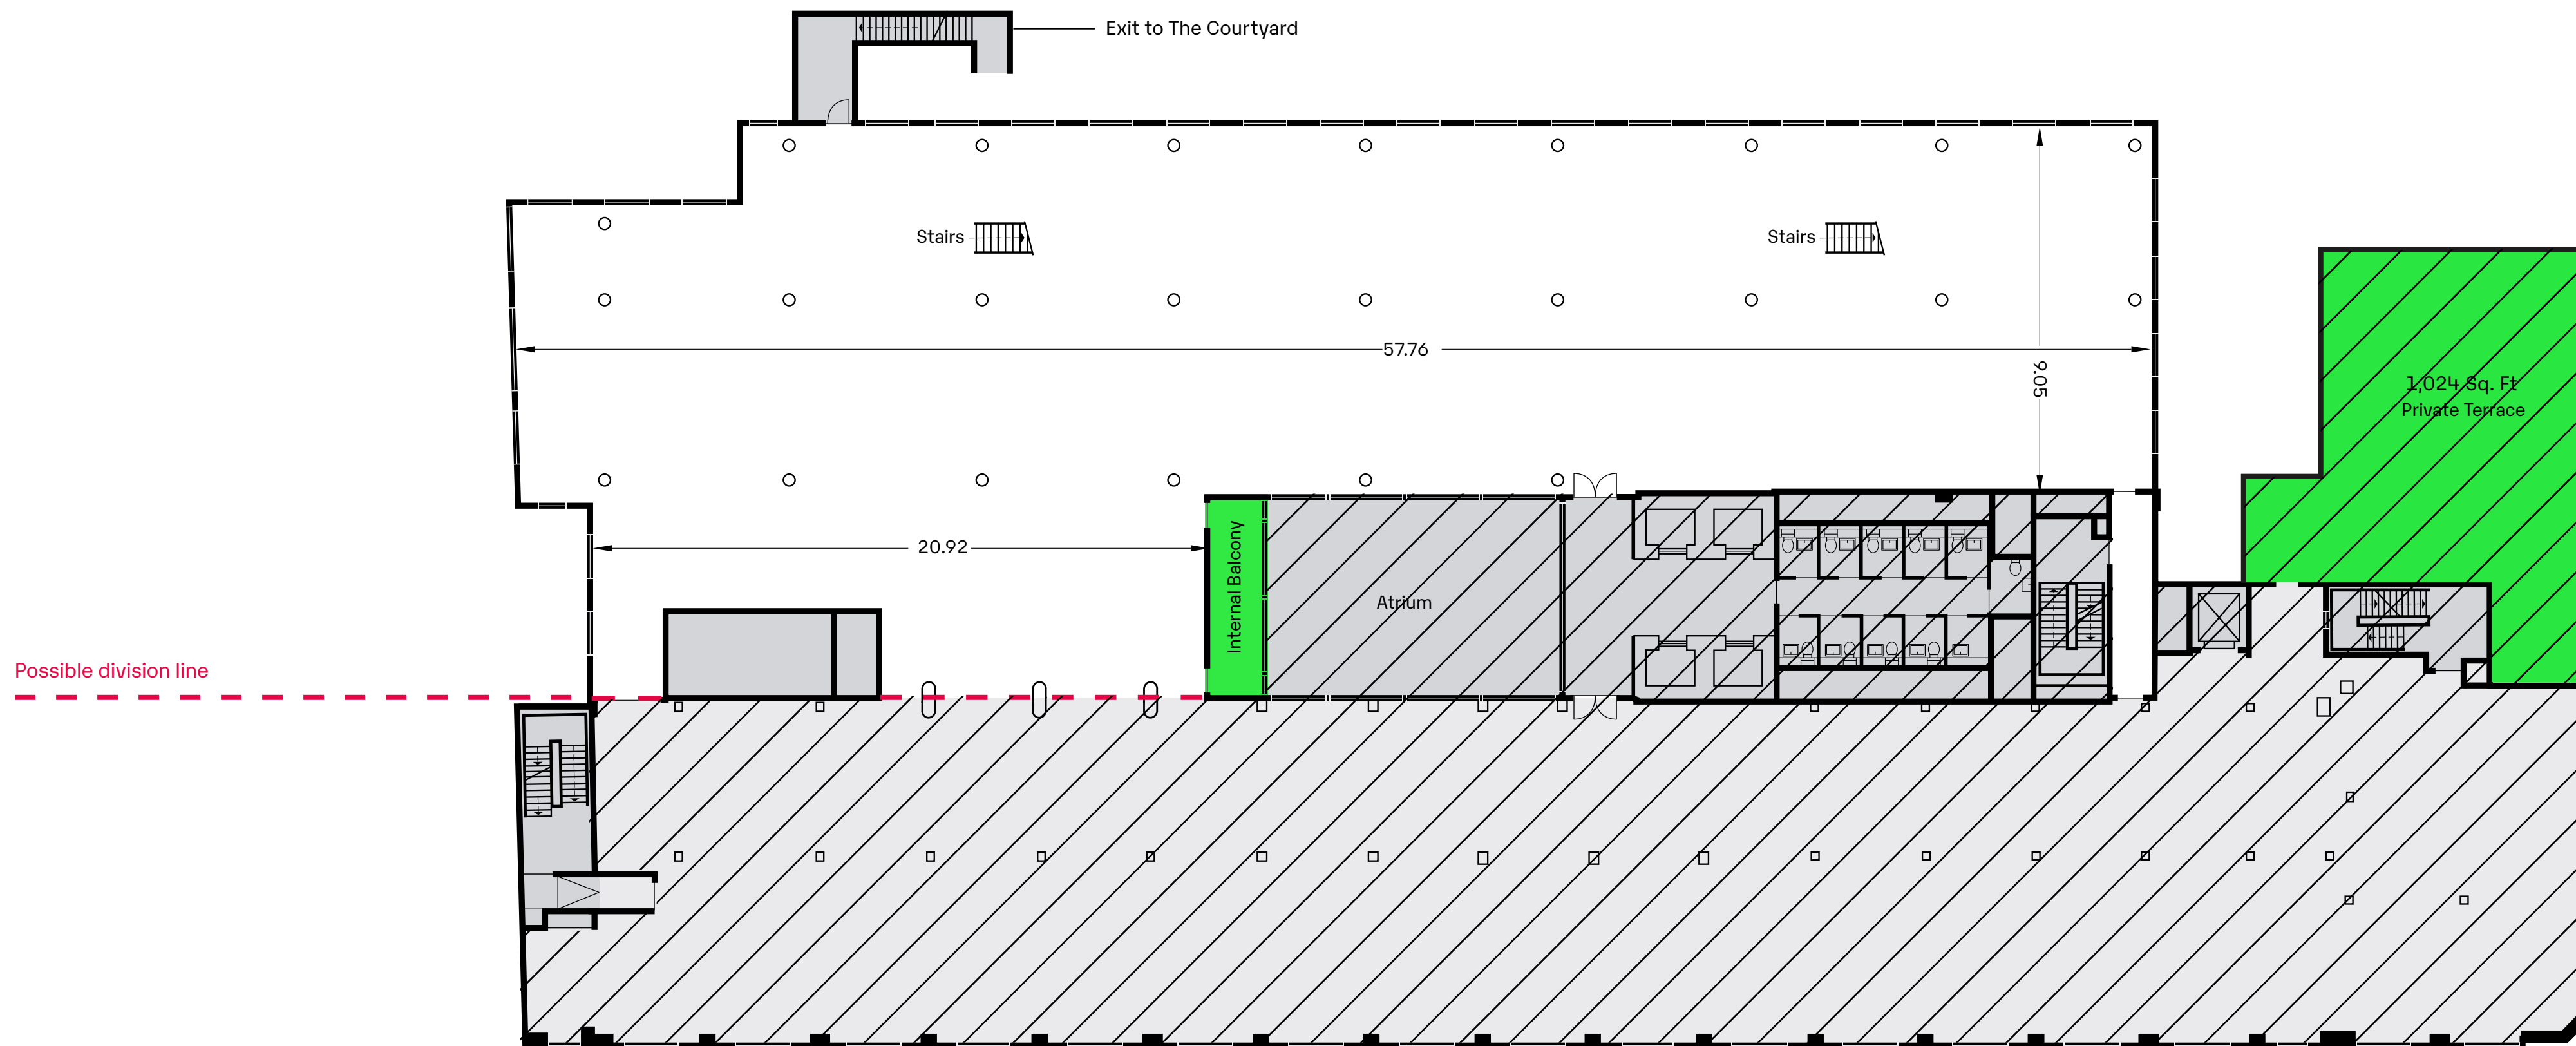 Exit to The Courtyard
Stairs
Stairs
57.76
9.05
1,024 Sq. Ft
Private Terrace
20.92
Internal Balcony
Atrium
Possible division line